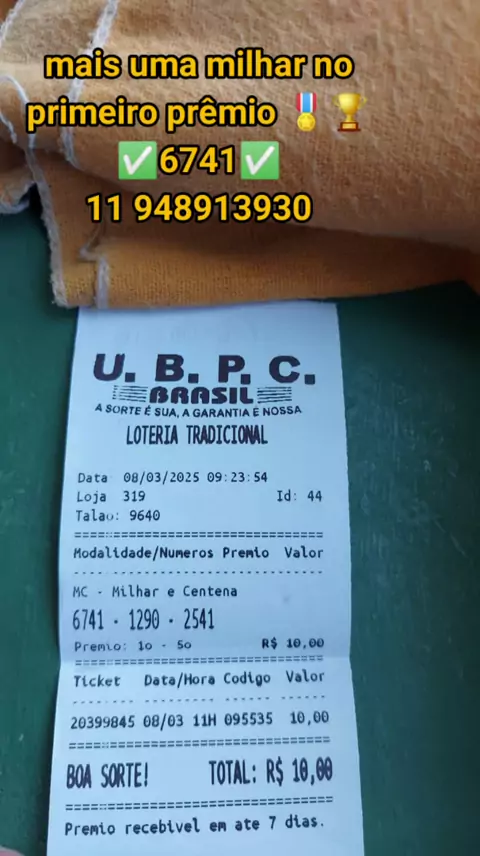 mais uma milhar no
primeiro prêmio 🎖️🏆
✅6741✅
11 948913930
U. B. P. C.
BRASIL
A SORTE É SUA, A GARANTIA É NOSSA
LOTERIA TRADICIONAL
Data 08/03/2025 09:23:54
Loja 319 Id: 44
Talao: 9640
Modalidade/Numeros Premio Valor
MC - Milhar e Centena
6741 - 1290 - 2541
Premio: 1o - 5o R$ 10,00
Ticket Data/Hora Codigo Valor
20399845 08/03 11H 095535 10,00
BOA SORTE! TOTAL: R$ 10,00
Premio recebivel em ate 7 dias.